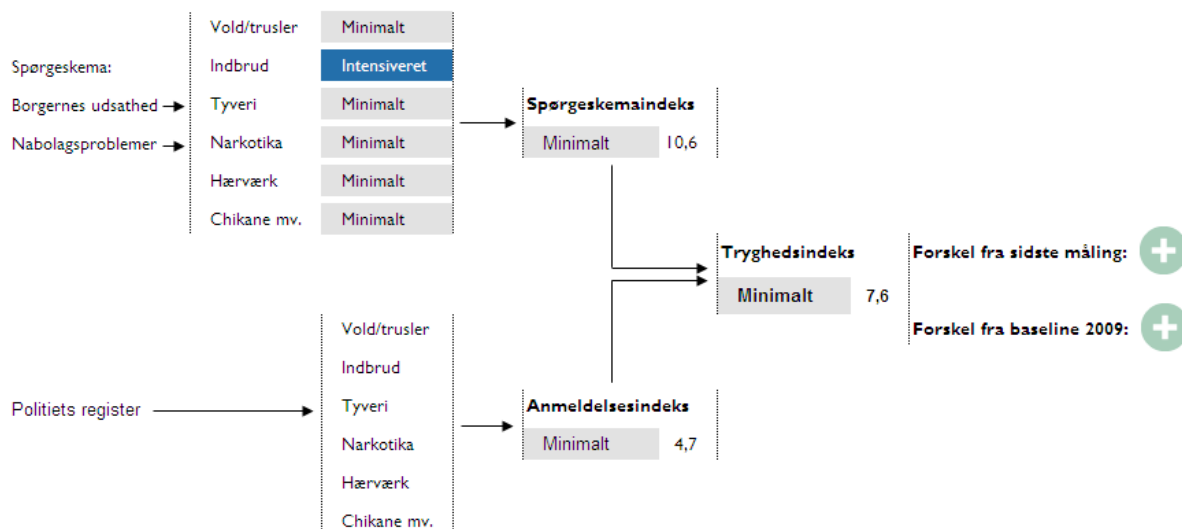 Vold/trusler Minimalt
Spørgeskema:
Indbrud Intensiveret
Borgernes udsathed
Tyveri Minimalt
Nabolagsproblemer
Narkotika Minimalt
Hærværk Minimalt
Chikane mv. Minimalt
Spørgeskemaindeks
Minimalt 10,6
Tryghedsindeks
Minimalt 7,6
Forskel fra sidste måling:
Forskel fra baseline 2009:
Politiets register
Vold/trusler
Indbrud
Tyveri
Narkotika
Hærværk
Chikane mv.
Anmeldelsesindeks
Minimalt 4,7